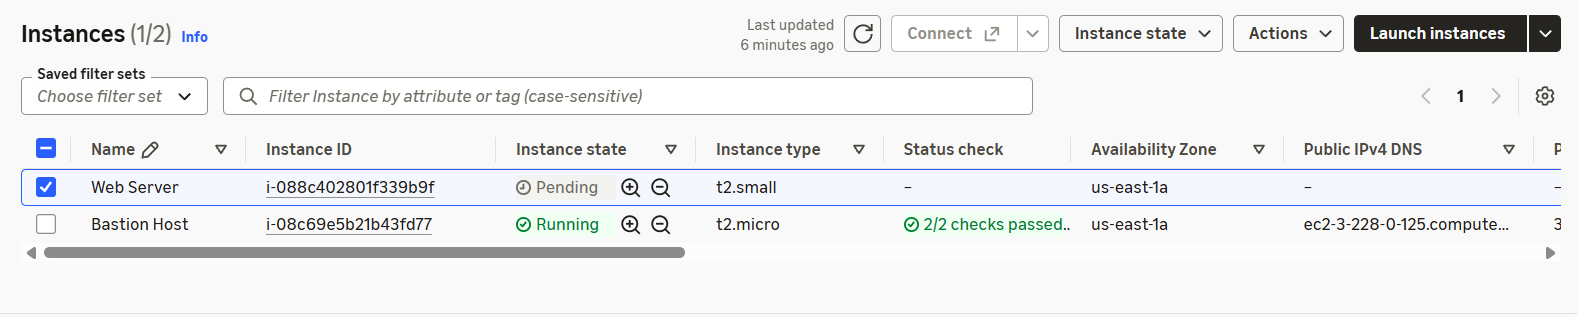 Instances (1/2) Info
Last updated
6 minutes ago
Connect
Instance state
Actions
Launch instances
Saved filter sets
Choose filter set
Filter Instance by attribute or tag (case-sensitive)
1
Name Instance ID Instance state Instance type Status check Availability Zone Public IPv4 DNS P
Web Server i-088c402801f339b9f Pending t2.small – us-east-1a – –
Bastion Host i-08c69e5b21b43fd77 Running t2.micro 2/2 checks passed.. us-east-1a ec2-3-228-0-125.compute... 3